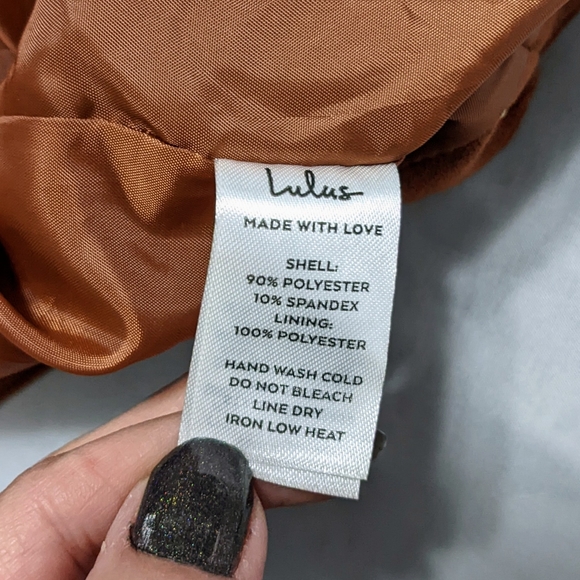 Lulus
MADE WITH LOVE
SHELL:
90% POLYESTER
10% SPANDEX
LINING:
100% POLYESTER
HAND WASH COLD
DO NOT BLEACH
LINE DRY
IRON LOW HEAT